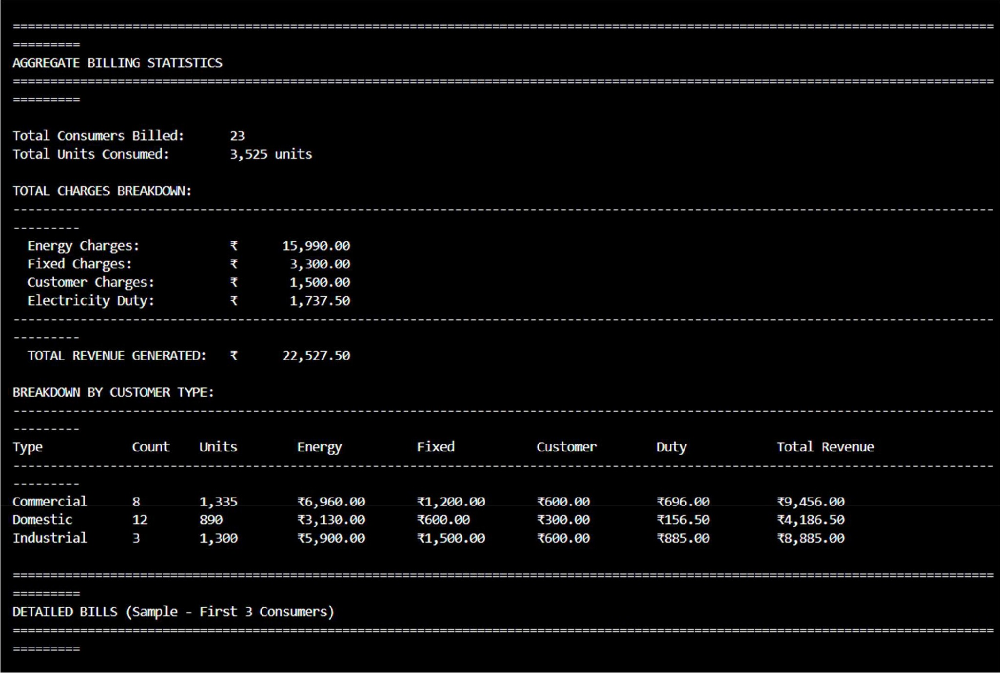 ===================================================================================================================================
=========
AGGREGATE BILLING STATISTICS
===================================================================================================================================
=========
Total Consumers Billed: 23
Total Units Consumed: 3,525 units
TOTAL CHARGES BREAKDOWN:
-----------------------------------------------------------------------------------------------------------------------------------
---------
Energy Charges: ₹ 15,990.00
Fixed Charges: ₹ 3,300.00
Customer Charges: ₹ 1,500.00
Electricity Duty: ₹ 1,737.50
-----------------------------------------------------------------------------------------------------------------------------------
---------
TOTAL REVENUE GENERATED: ₹ 22,527.50
BREAKDOWN BY CUSTOMER TYPE:
-----------------------------------------------------------------------------------------------------------------------------------
---------
Type Count Units Energy Fixed Customer Duty Total Revenue
-----------------------------------------------------------------------------------------------------------------------------------
---------
Commercial 8 1,335 ₹6,960.00 ₹1,200.00 ₹600.00 ₹696.00 ₹9,456.00
Domestic 12 890 ₹3,130.00 ₹600.00 ₹300.00 ₹156.50 ₹4,186.50
Industrial 3 1,300 ₹5,900.00 ₹1,500.00 ₹600.00 ₹885.00 ₹8,885.00
===================================================================================================================================
=========
DETAILED BILLS (Sample - First 3 Consumers)
===================================================================================================================================
=========